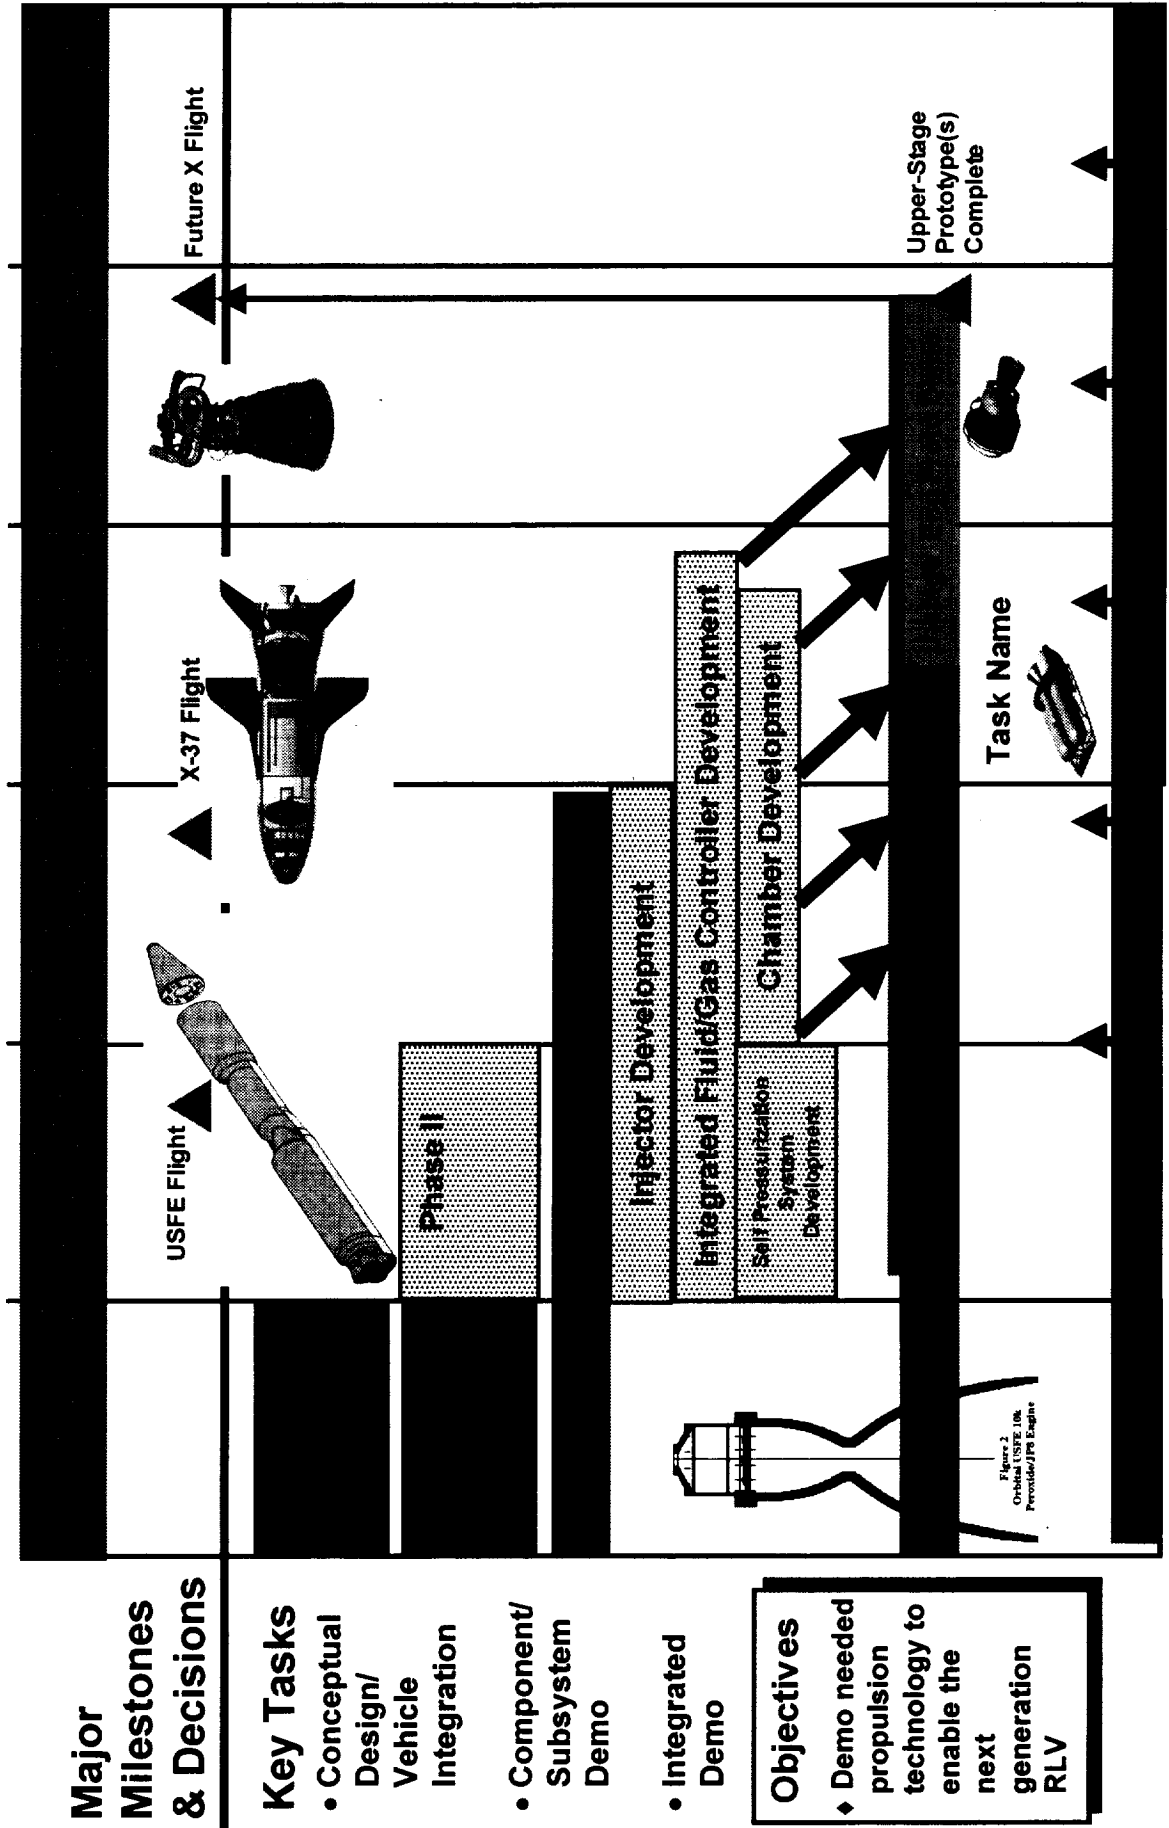 Major
Milestones
& Decisions
USFE Flight
X-37 Flight
Future X Flight
Key Tasks
• Conceptual
Design/
Vehicle
Integration
• Component/
Subsystem
Demo
• Integrated
Demo
Phase II
Injector Development
Integrated Fluid/Gas Controller Development
Self Pressurization
System
Development
Chamber Development
Upper-Stage
Prototype(s)
Complete
Task Name
Figure 2
Orbital USFE 10k
Peroxide/JP8 Engine
Objectives
♦ Demo needed
propulsion
technology to
enable the
next
generation
RLV